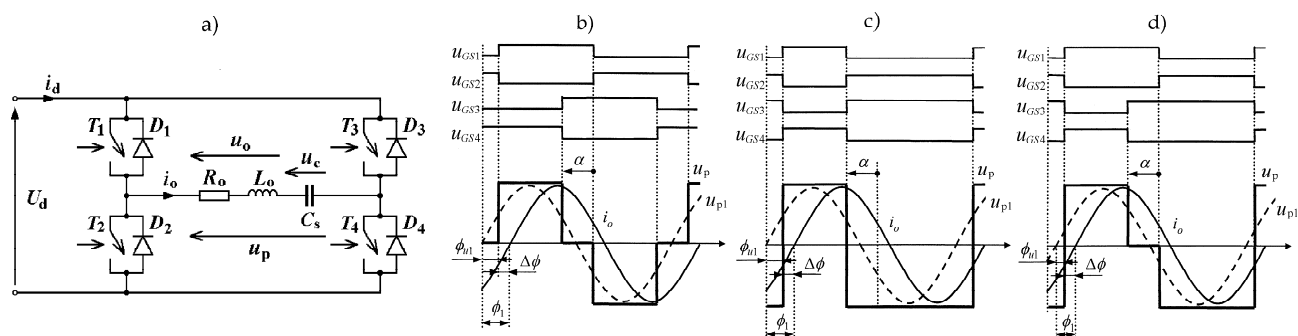 a)
i_d
T_1
D_1
T_3
D_3
u_o
u_c
U_d
i_o
R_o
L_o
C_s
T_2
D_2
u_p
T_4
D_4
b)
u_GS1
u_GS2
u_GS3
u_GS4
α
u_p
u_p1
i_o
ϕ_u1
Δϕ
ϕ_1
c)
u_GS1
u_GS2
u_GS3
u_GS4
α
u_p
u_p1
i_o
ϕ_u1
Δϕ
ϕ_1
d)
u_GS1
u_GS2
u_GS3
u_GS4
α
u_p
u_p1
i_o
ϕ_u1
Δϕ
ϕ_1